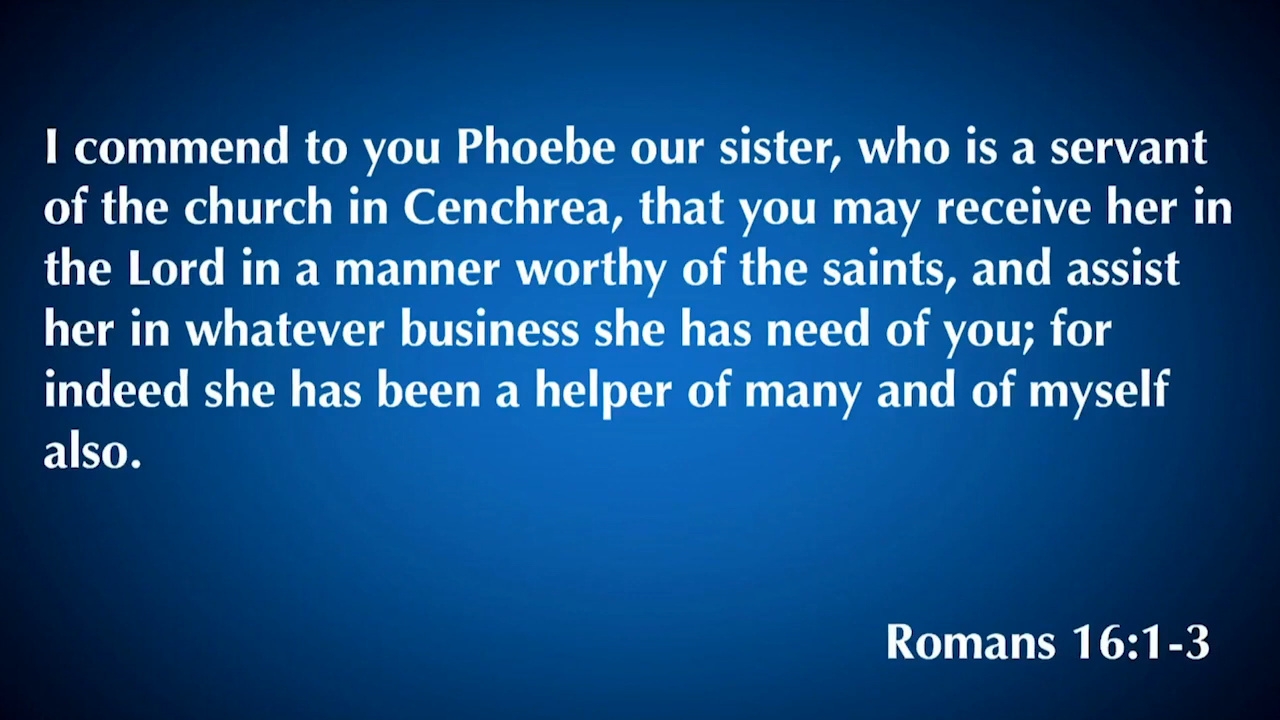 I commend to you Phoebe our sister, who is a servant
of the church in Cenchrea, that you may receive her in
the Lord in a manner worthy of the saints, and assist
her in whatever business she has need of you; for
indeed she has been a helper of many and of myself
also.
Romans 16:1-3